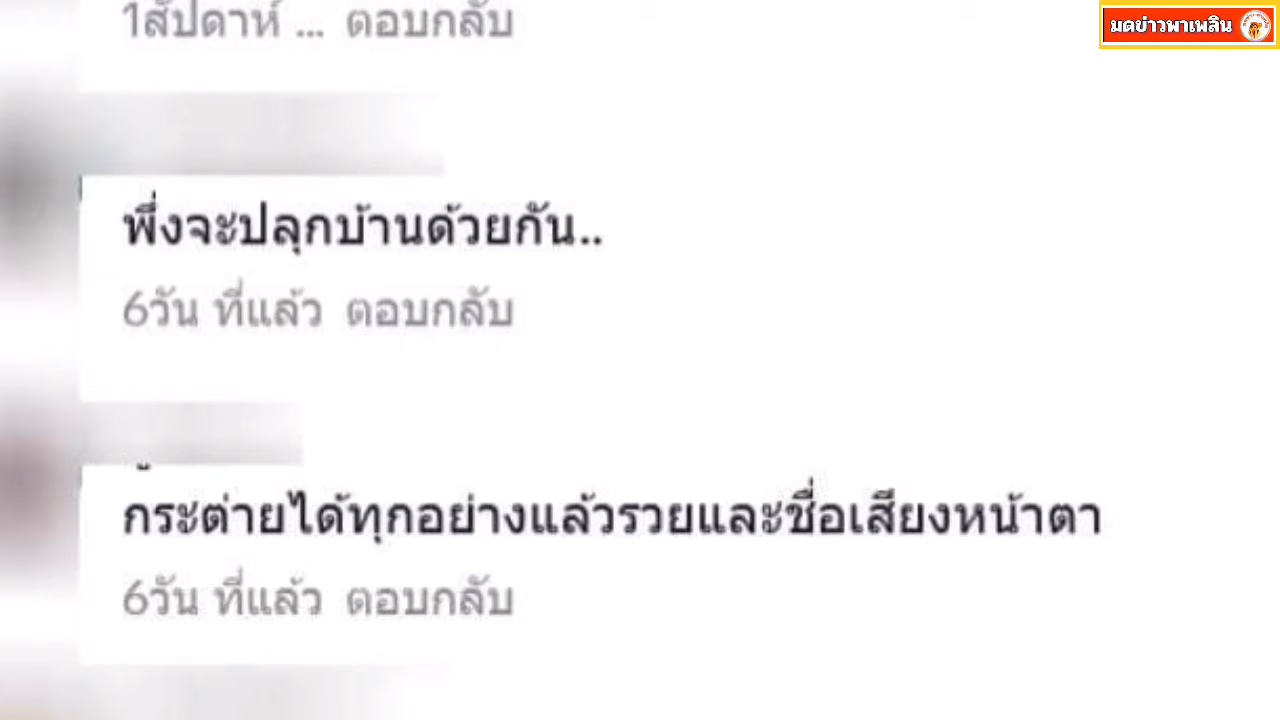 1สัปดาห์ ... ตอบกลับ
มดข่าวพาเพลิน
พึ่งจะปลุกบ้านด้วยกัน..
6วัน ที่แล้ว ตอบกลับ
กระต่ายได้ทุกอย่างแล้วรวยและชื่อเสียงหน้าตา
6วัน ที่แล้ว ตอบกลับ